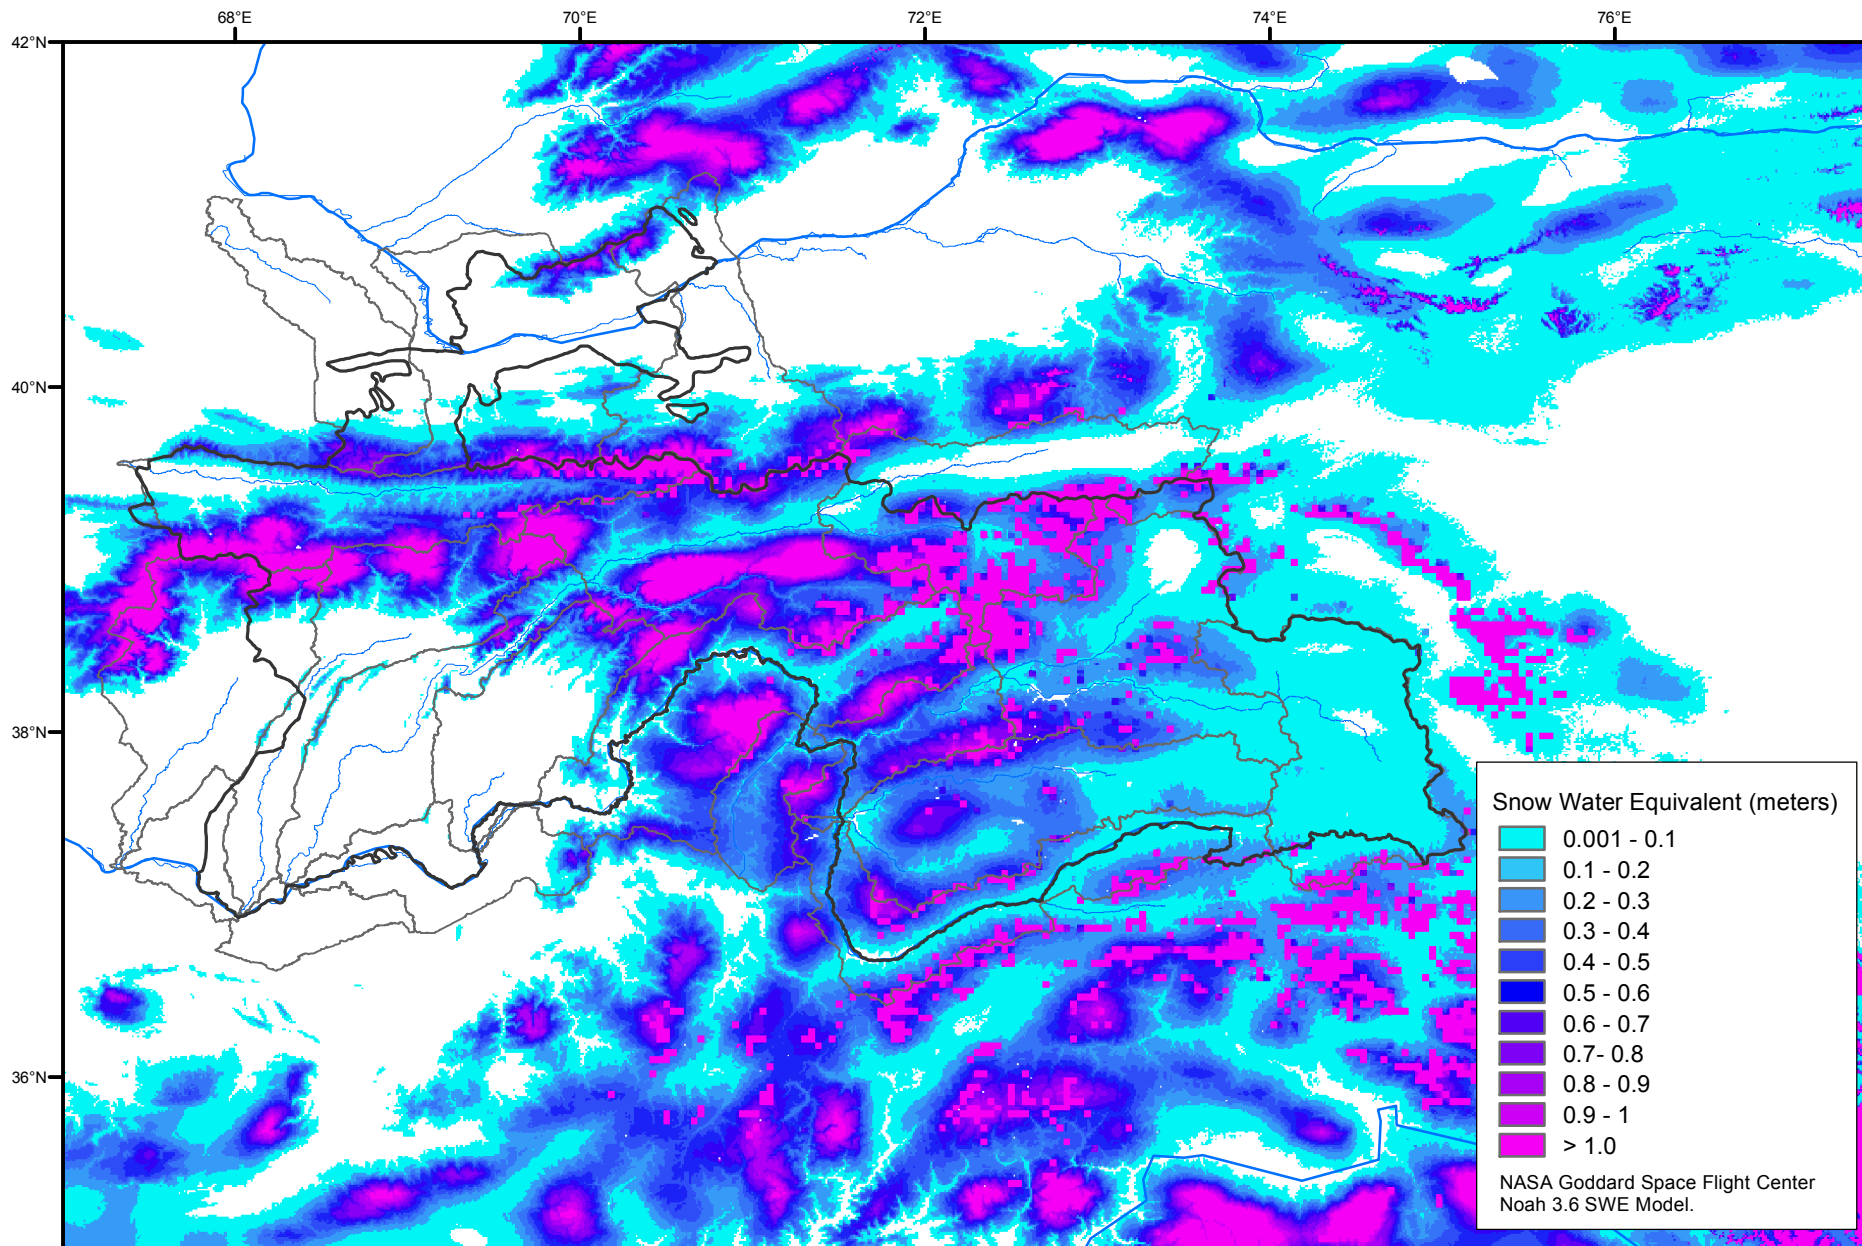 68°E
70°E
72°E
74°E
76°E
42°N
40°N
38°N
36°N
Snow Water Equivalent (meters)
0.001 - 0.1
0.1 - 0.2
0.2 - 0.3
0.3 - 0.4
0.4 - 0.5
0.5 - 0.6
0.6 - 0.7
0.7- 0.8
0.8 - 0.9
0.9 - 1
> 1.0
NASA Goddard Space Flight Center
Noah 3.6 SWE Model.